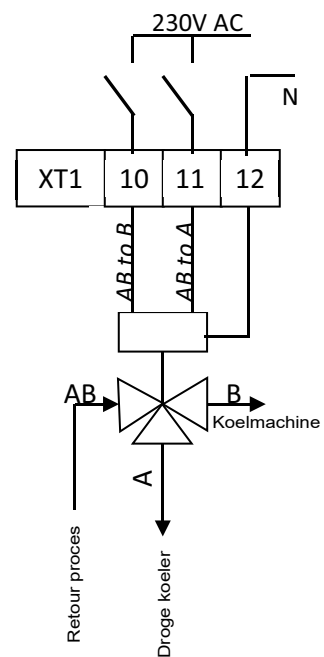 230V AC
N
XT1 10 11 12
AB to B
AB to A
AB
B
Koelmachine
A
Retour proces
Droge koeler